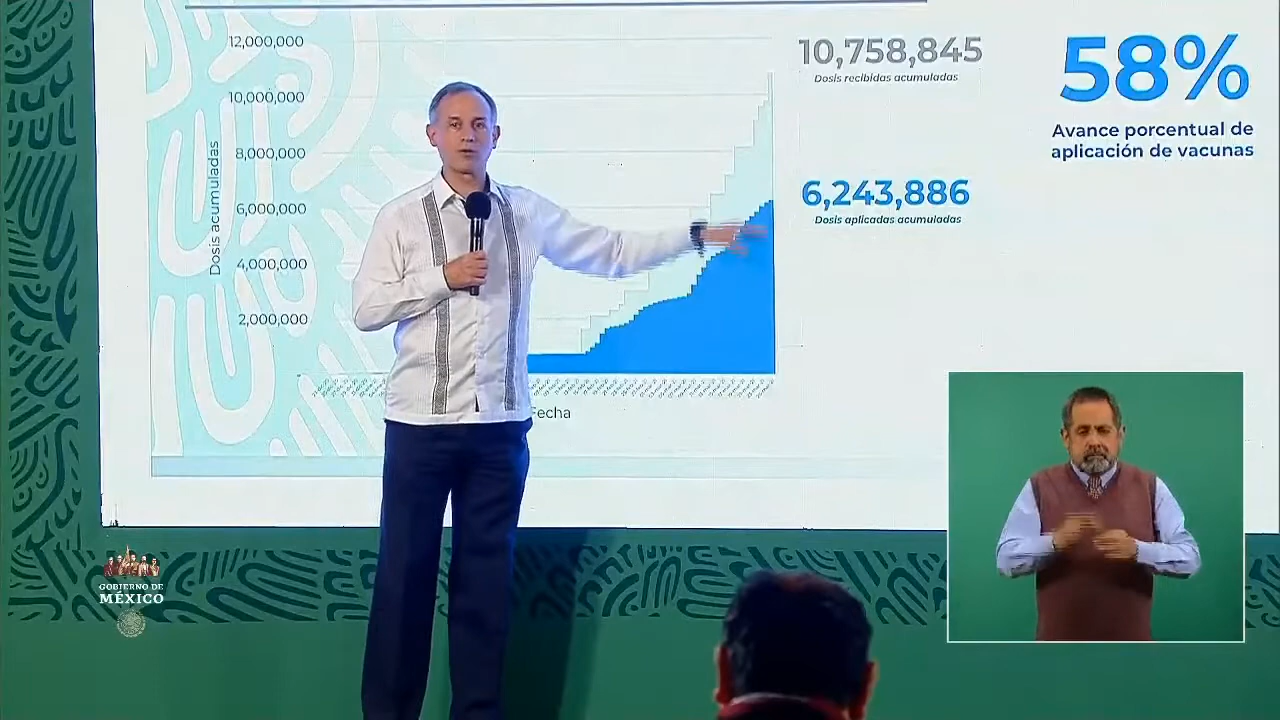 12,000,000
10,000,000
8,000,000
6,000,000
4,000,000
2,000,000
Dosis acumuladas
Fecha
10,758,845
Dosis recibidas acumuladas
6,243,886
Dosis aplicadas acumuladas
58%
Avance porcentual de
aplicación de vacunas
GOBIERNO DE
MÉXICO